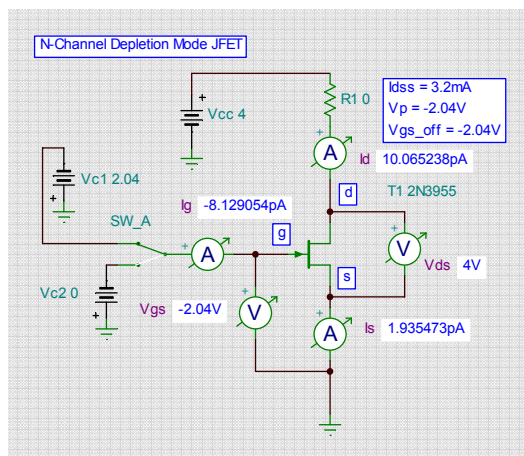 N-Channel Depletion Mode JFET
Idss = 3.2mA
Vp = -2.04V
Vgs_off = -2.04V
R1 0
Vcc 4
+
+
A
Id 10.065238pA
Vc1 2.04
+
d
T1 2N3955
Ig -8.129054pA
SW_A
g
+
+
A
V
s
Vds 4V
Vc2 0
+
Vgs -2.04V
+
V
+
A
Is 1.935473pA